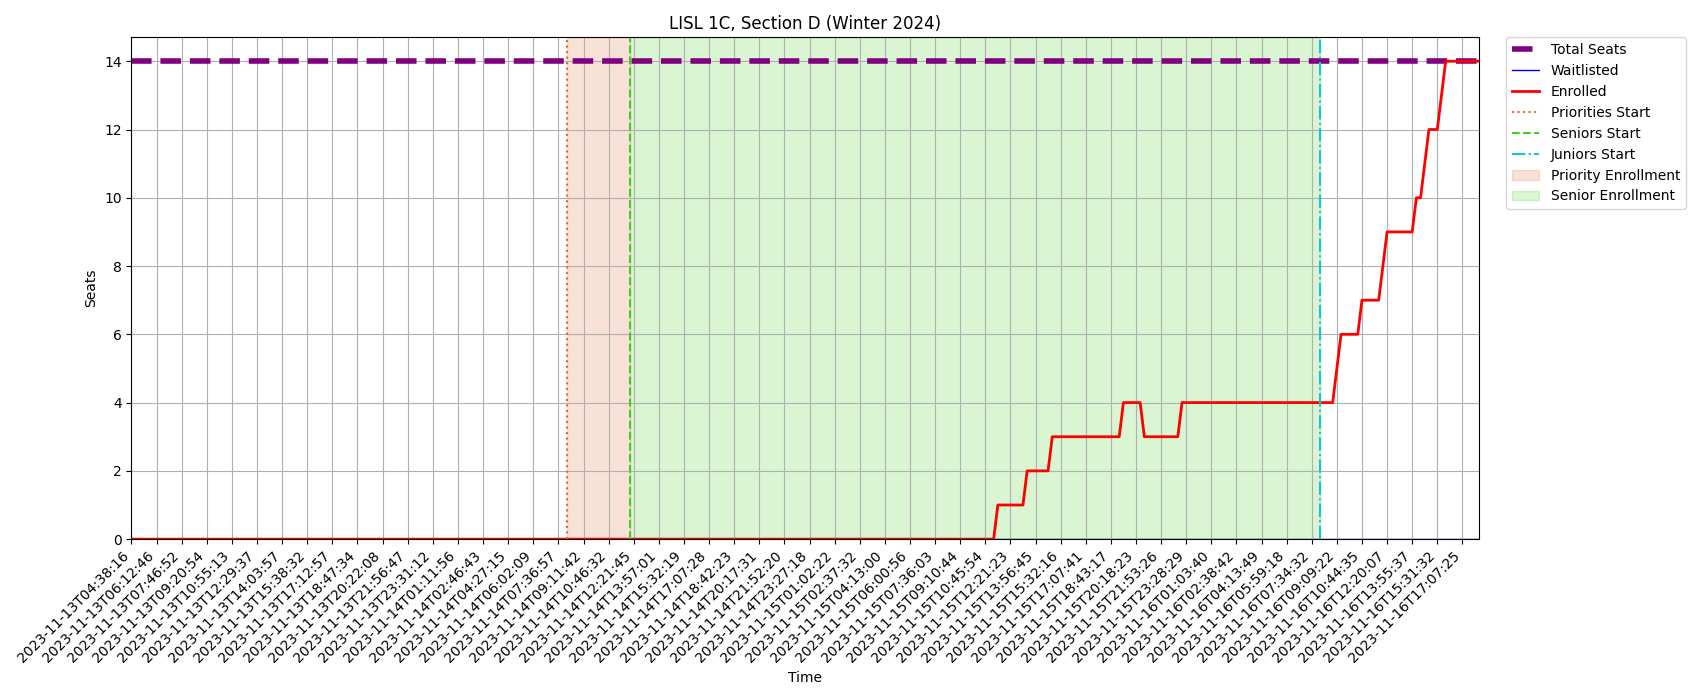 LISL 1C, Section D (Winter 2024)
Total Seats
Waitlisted
Enrolled
Priorities Start
Seniors Start
Juniors Start
Priority Enrollment
Senior Enrollment
Seats
14
12
10
8
6
4
2
0
2023-11-13T04:38:16
2023-11-13T06:12:46
2023-11-13T07:46:52
2023-11-13T09:20:54
2023-11-13T10:55:13
2023-11-13T12:29:37
2023-11-13T14:03:57
2023-11-13T15:38:32
2023-11-13T17:12:57
2023-11-13T18:47:34
2023-11-13T20:22:08
2023-11-13T21:56:47
2023-11-13T23:31:12
2023-11-14T01:11:56
2023-11-14T02:46:43
2023-11-14T04:27:15
2023-11-14T06:02:09
2023-11-14T07:36:57
2023-11-14T09:11:42
2023-11-14T10:46:32
2023-11-14T12:21:45
2023-11-14T13:57:01
2023-11-14T15:32:19
2023-11-14T17:07:28
2023-11-14T18:42:23
2023-11-14T20:17:31
2023-11-14T21:52:20
2023-11-14T23:27:18
2023-11-15T01:02:22
2023-11-15T02:37:32
2023-11-15T04:13:00
2023-11-15T06:00:56
2023-11-15T07:36:03
2023-11-15T09:10:44
2023-11-15T10:45:54
2023-11-15T12:21:23
2023-11-15T13:56:45
2023-11-15T15:32:16
2023-11-15T17:07:41
2023-11-15T18:43:17
2023-11-15T20:18:23
2023-11-15T21:53:26
2023-11-15T23:28:29
2023-11-16T01:03:40
2023-11-16T02:38:42
2023-11-16T04:13:49
2023-11-16T05:59:18
2023-11-16T07:34:32
2023-11-16T09:09:22
2023-11-16T10:44:35
2023-11-16T12:20:07
2023-11-16T13:55:37
2023-11-16T15:31:32
2023-11-16T17:07:25
Time